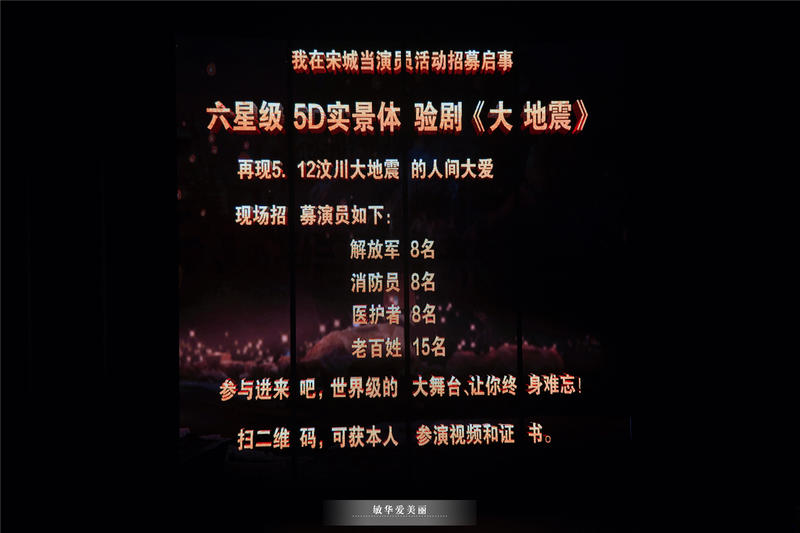 我在宋城当演员活动招募启事
六星级 5D实景体 验剧《大 地震》
再现5. 12汶川大地震 的人间大爱
现场招 募演员如下：
解放军 8名
消防员 8名
医护者 8名
老百姓 15名
参与进来 吧，世界级的 大舞台、让你终 身难忘！
扫二维 码，可获本人 参演视频和证 书。
敏华爱美丽